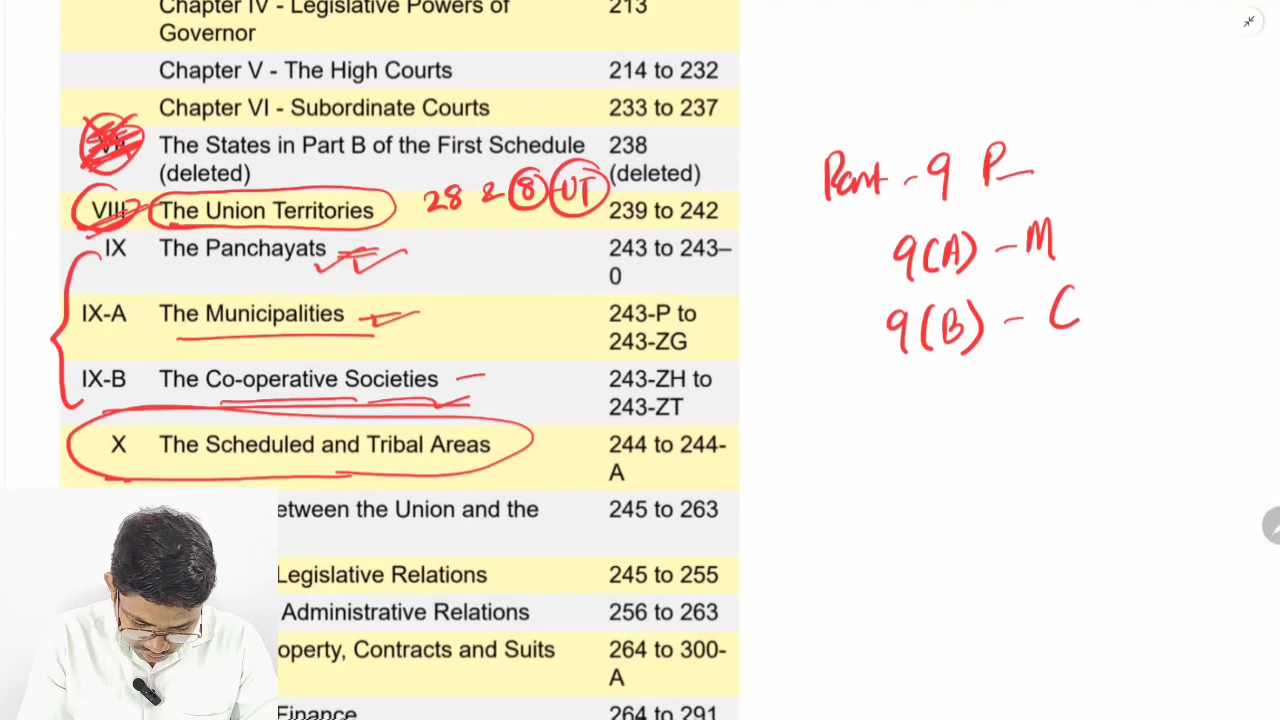 Chapter IV - Legislative Powers of 213
Governor
Chapter V - The High Courts 214 to 232
Chapter VI - Subordinate Courts 233 to 237
The States in Part B of the First Schedule 238
(deleted) (deleted)
28 & 8 UT
VIII The Union Territories 239 to 242
IX The Panchayats 243 to 243–
0
IX-A The Municipalities 243-P to
243-ZG
IX-B The Co-operative Societies 243-ZH to
243-ZT
X The Scheduled and Tribal Areas 244 to 244-
A
etween the Union and the 245 to 263
Legislative Relations 245 to 255
Administrative Relations 256 to 263
operty, Contracts and Suits 264 to 300-
A
Finance 264 to 291
Part - 9 P
9(A) - M
9(B) - C